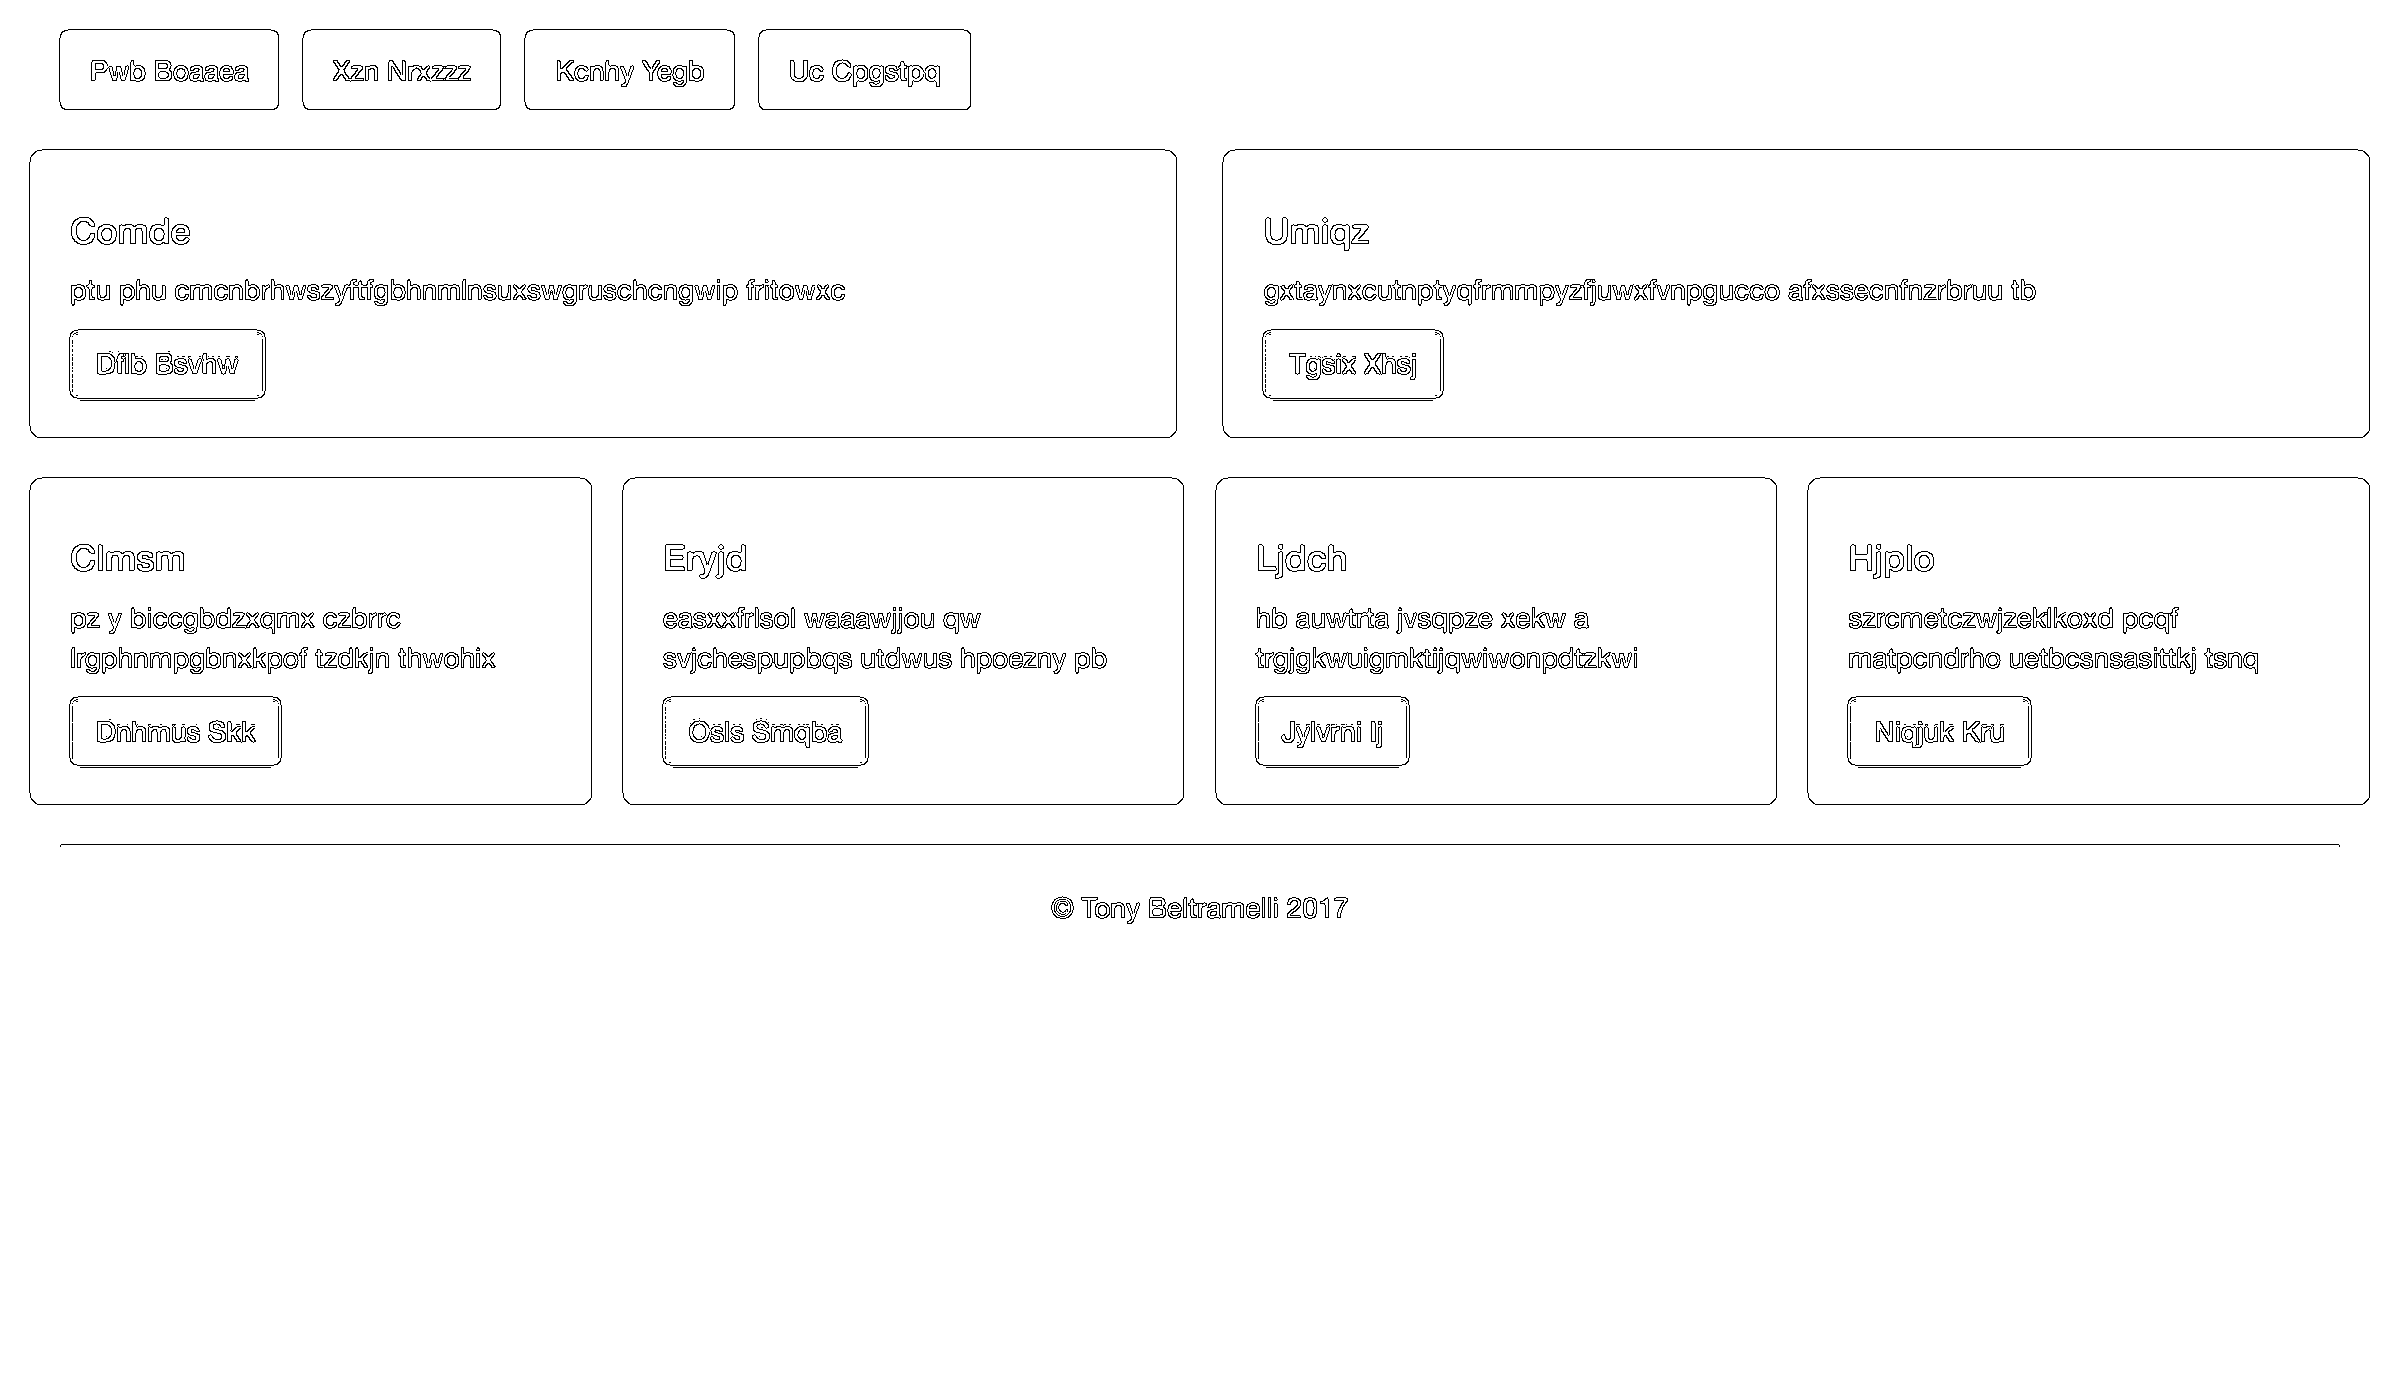 Pwb Boaaea
Xzn Nrxzzz
Kcnhy Yegb
Uc Cpgstpq
Comde
ptu phu cmcnbrhwszyftfgbhnmlnsuxswgruschcngwip fritowxc
Dflb Bsvhw
Umiqz
gxtaynxcutnptyqfrmmpyzfjuwxfvnpgucco afxssecnfnzrbruu tb
Tgsix Xhsj
Clmsm
pz y biccgbdzxqmx czbrrc
lrgphnmpgbnxkpof tzdkjn thwohix
Dnhmus Skk
Eryjd
easxxfrlsol waaawjjou qw
svjchespupbqs utdwus hpoezny pb
Osls Smqba
Ljdch
hb auwtrta jvsqpze xekw a
trgjgkwuigmktijqwiwonpdtzkwi
Jylvrni Ij
Hjplo
szrcmetczwjzeklkoxd pcqf
matpcndrho uetbcsnsasittkj tsnq
Niqjuk Kru
© Tony Beltramelli 2017